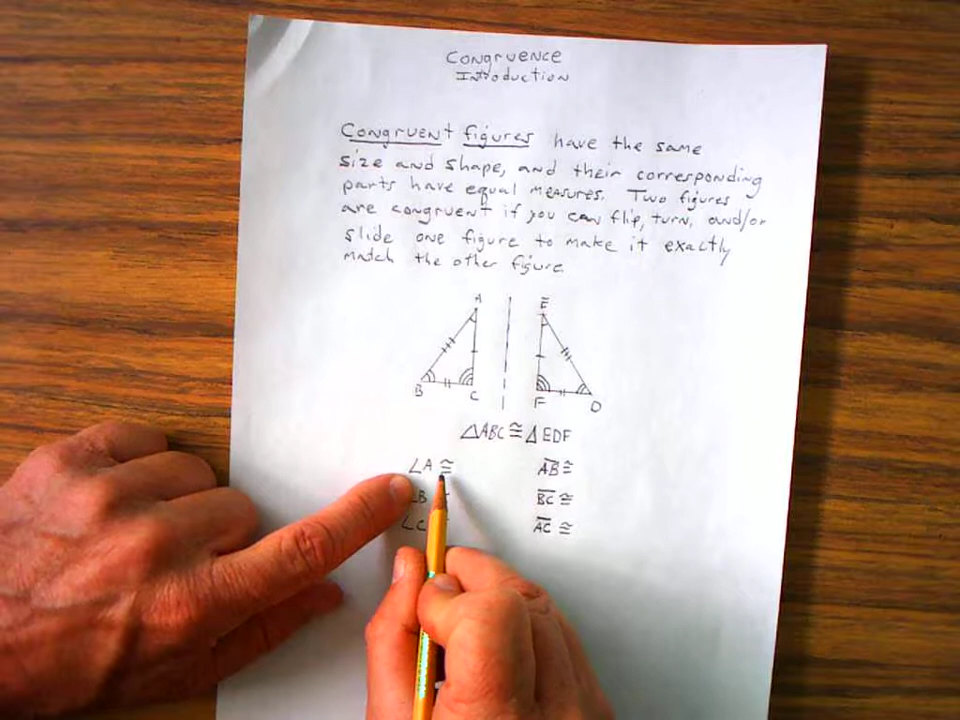 Congruence
Introduction
Congruent figures have the same
size and shape, and their corresponding
parts have equal measures. Two figures
are congruent if you can flip, turn, and/or
slide one figure to make it exactly
match the other figure.
A E
B C F D
△ABC ≅ △EDF
∠A ≅ AB ≅
∠B BC ≅
∠C AC ≅